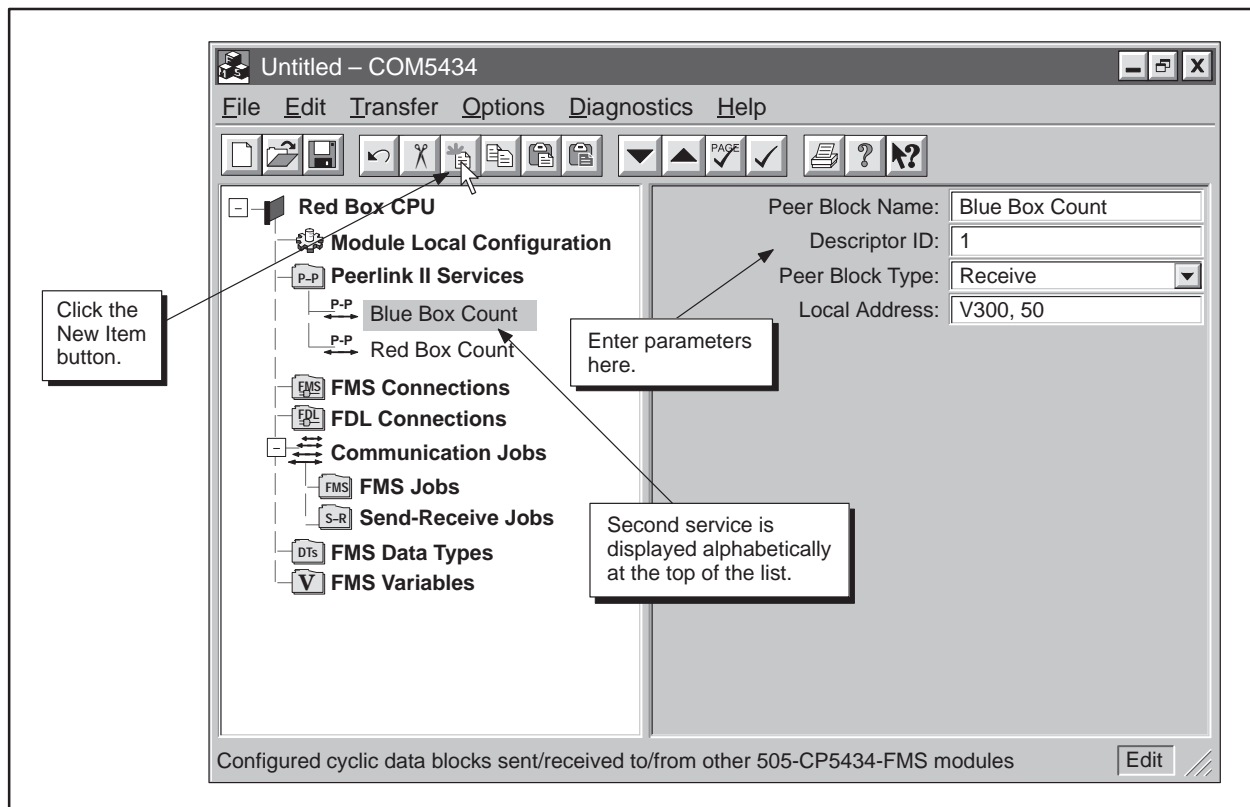 Untitled – COM5434
X
File Edit Transfer Options Diagnostics Help
PAGE
?
?
Red Box CPU
Module Local Configuration
P–P
Peerlink II Services
P-P
Blue Box Count
P-P
Red Box Count
FMS
FMS Connections
FDL
FDL Connections
Communication Jobs
FMS
FMS Jobs
S–R
Send-Receive Jobs
DTs
FMS Data Types
V
FMS Variables
Peer Block Name: Blue Box Count
Descriptor ID: 1
Peer Block Type: Receive
Local Address: V300, 50
Click the
New Item
button.
Enter parameters
here.
Second service is
displayed alphabetically
at the top of the list.
Configured cyclic data blocks sent/received to/from other 505-CP5434-FMS modules
Edit